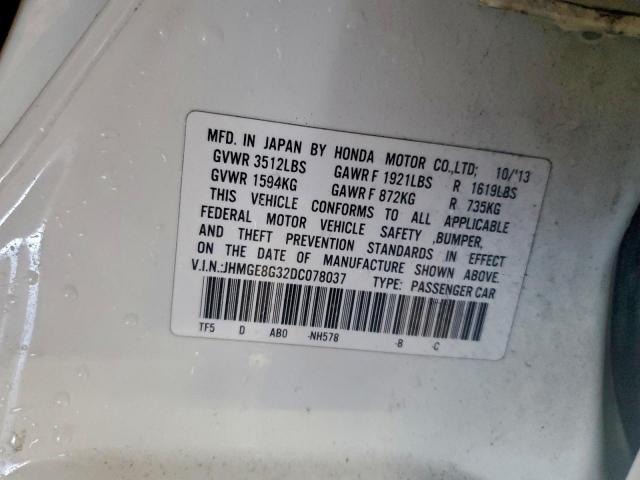 MFD. IN JAPAN BY HONDA MOTOR CO.,LTD; 10/'13
GVWR 3512LBS GAWR F 1921LBS R 1619LBS
GVWR 1594KG GAWR F 872KG R 735KG
THIS VEHICLE CONFORMS TO ALL APPLICABLE
FEDERAL MOTOR VEHICLE SAFETY ,BUMPER,
AND THEFT PREVENTION STANDARDS IN EFFECT
ON THE DATE OF MANUFACTURE SHOWN ABOVE.
V.I.N.:JHMGE8G32DC078037 TYPE: PASSENGER CAR
TF5 D AB0 -NH578 -B -C